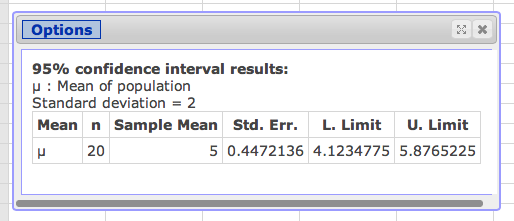 Options
95% confidence interval results:
μ : Mean of population
Standard deviation = 2
Mean n Sample Mean Std. Err. L. Limit U. Limit
μ 20 5 0.4472136 4.1234775 5.8765225